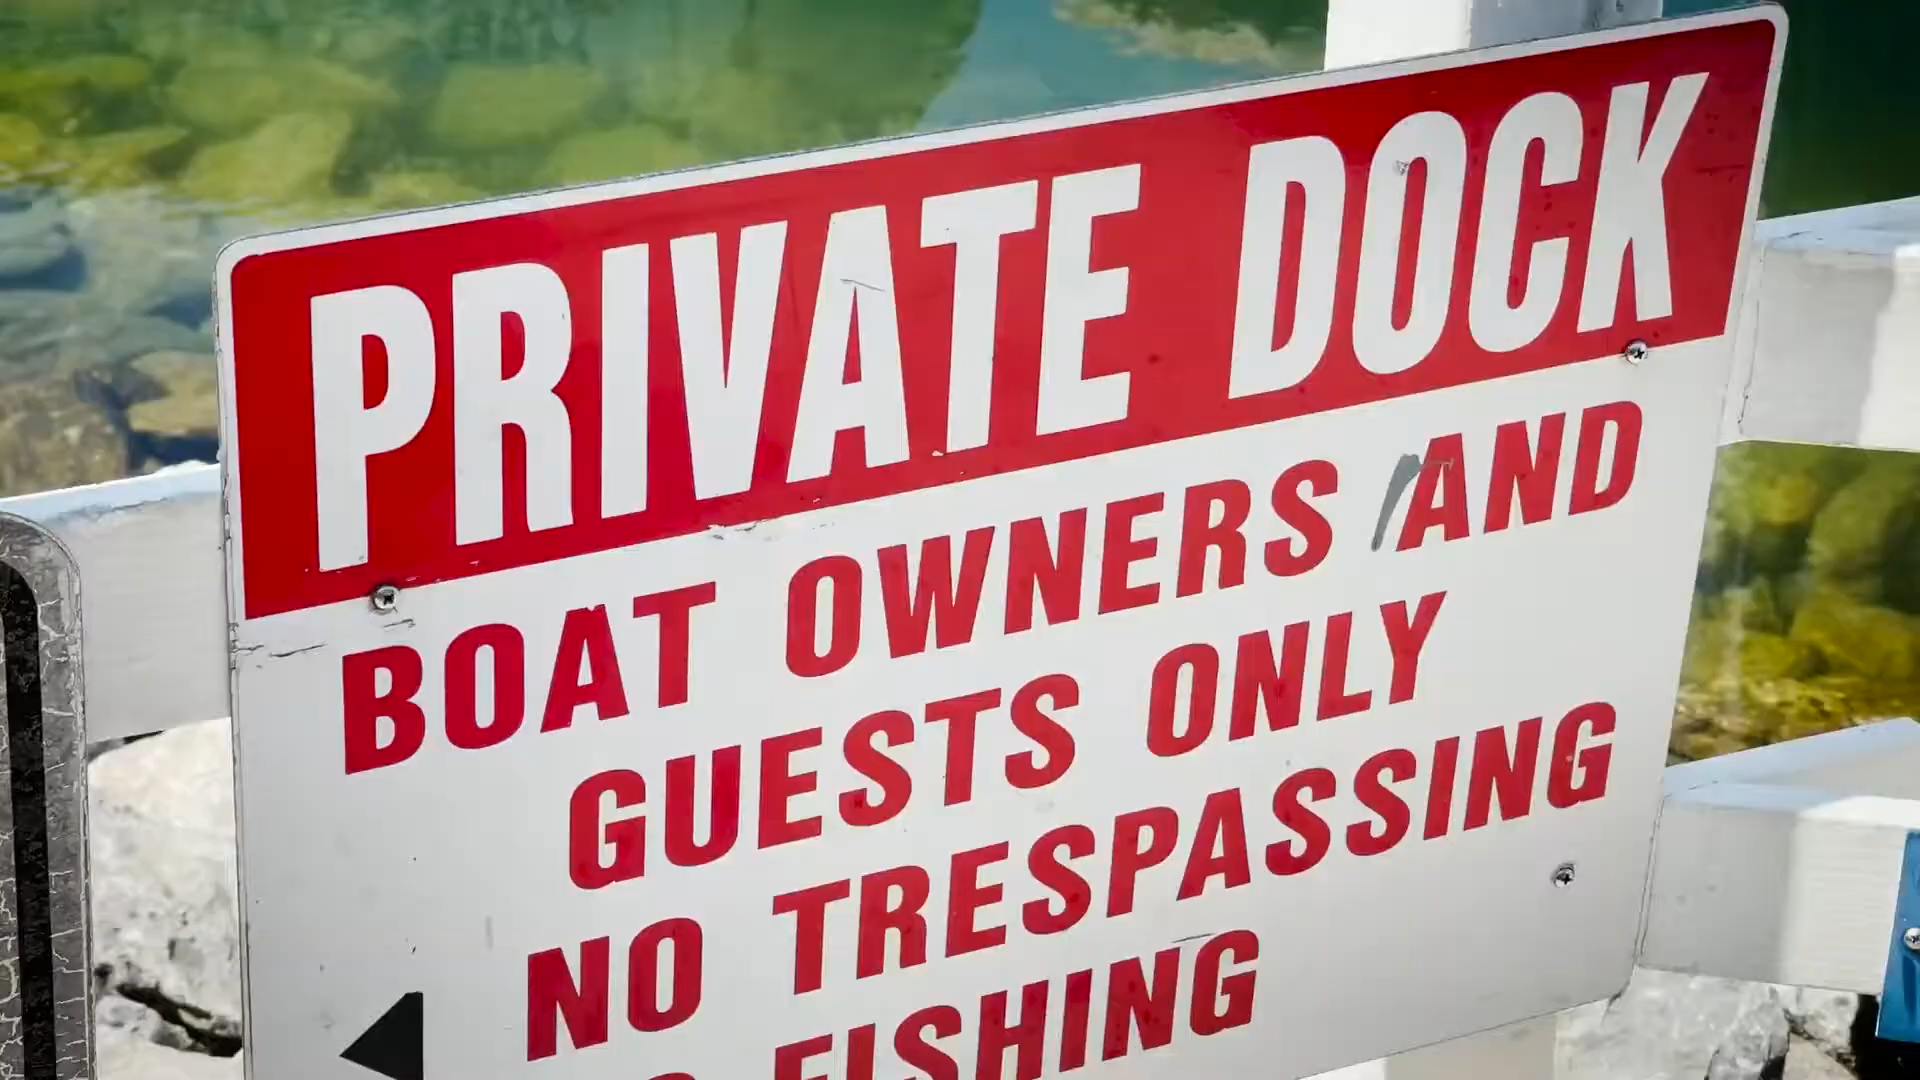 PRIVATE DOCK
BOAT OWNERS AND
GUESTS ONLY
NO TRESPASSING
FISHING